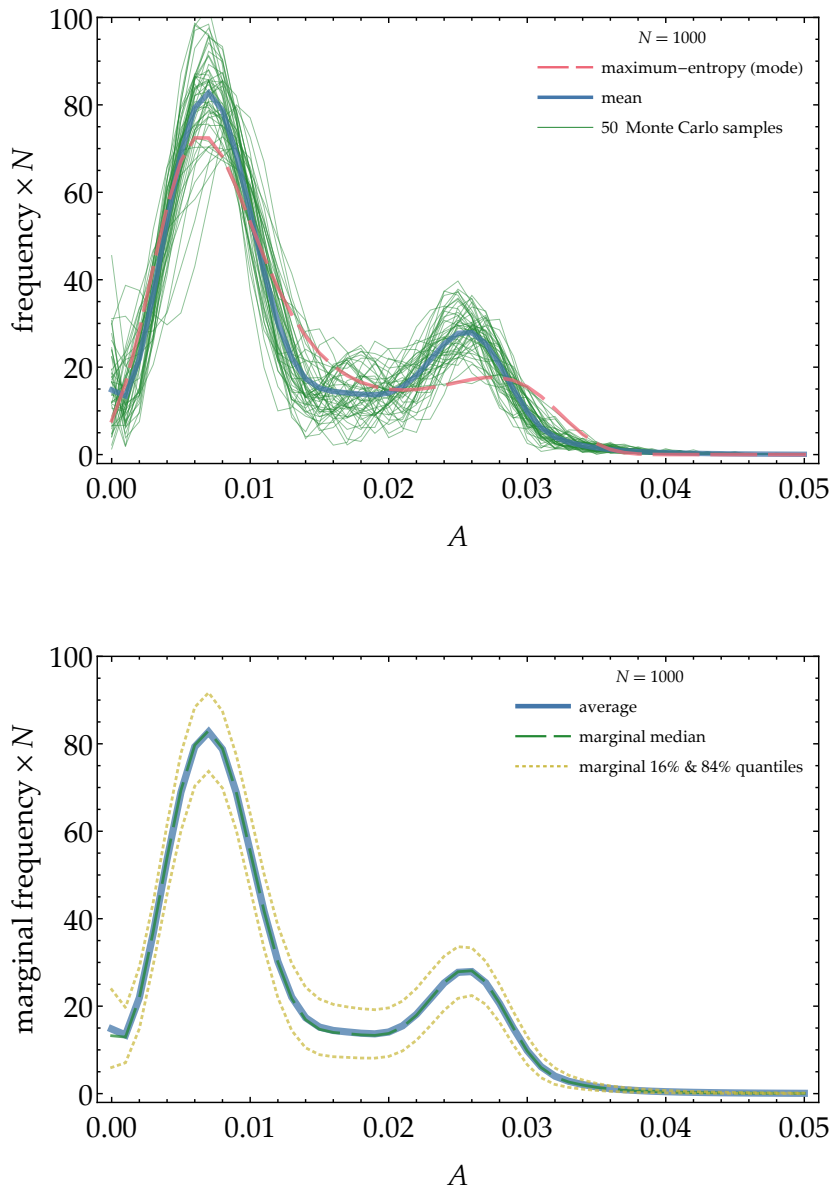 N = 1000
maximum−entropy (mode)
mean
50 Monte Carlo samples
frequency × N
100
80
60
40
20
0
0.00 0.01 0.02 0.03 0.04 0.05
A
N = 1000
average
marginal median
marginal 16% & 84% quantiles
marginal frequency × N
100
80
60
40
20
0
0.00 0.01 0.02 0.03 0.04 0.05
A